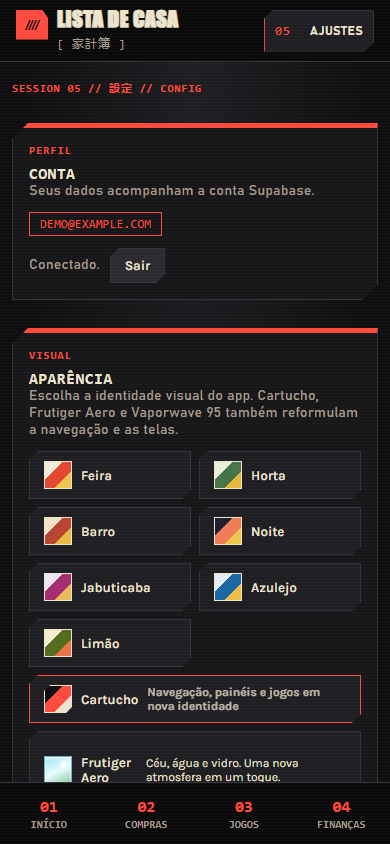 LISTA DE CASA
[ 家計簿 ]
05 AJUSTES
SESSION 05 // 設定 // CONFIG
PERFIL
CONTA
Seus dados acompanham a conta Supabase.
DEMO@EXAMPLE.COM
Conectado. Sair
VISUAL
APARÊNCIA
Escolha a identidade visual do app. Cartucho,
Frutiger Aero e Vaporwave 95 também reformulam
a navegação e as telas.
Feira
Horta
Barro
Noite
Jabuticaba
Azulejo
Limão
Cartucho
Navegação, painéis e jogos em
nova identidade
Frutiger
Aero
Céu, água e vidro. Uma nova
atmosfera em um toque.
01
INÍCIO
02
COMPRAS
03
JOGOS
04
FINANÇAS